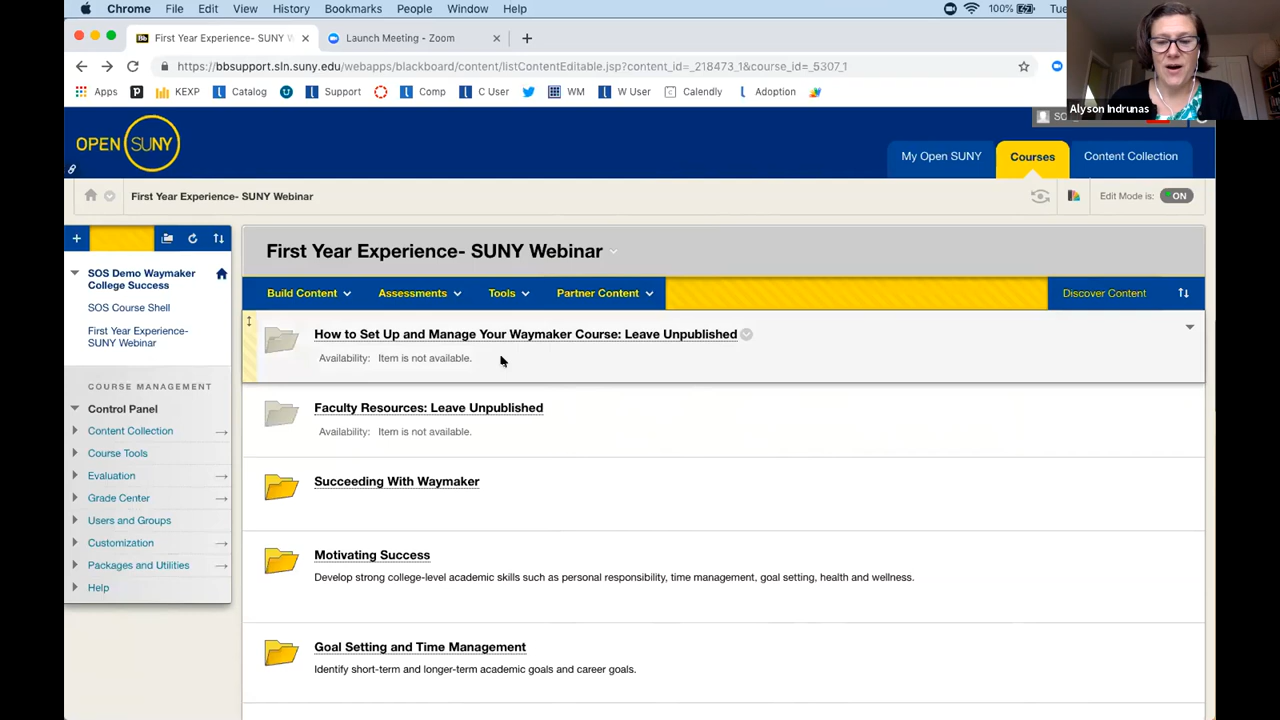 Chrome File Edit View History Bookmarks People Window Help 100% Tue
First Year Experience- SUNY W Launch Meeting - Zoom
https://bbsupport.sln.suny.edu/webapps/blackboard/content/listContentEditable.jsp?content_id=_218473_1&course_id=_5307_1
Apps KEXP Catalog Support Comp C User WM W User Calendly Adoption
Alyson Indrunas
OPEN SUNY
My Open SUNY Courses Content Collection
First Year Experience- SUNY Webinar Edit Mode is: ON
SOS Demo Waymaker College Success
SOS Course Shell
First Year Experience- SUNY Webinar
COURSE MANAGEMENT
Control Panel
Content Collection
Course Tools
Evaluation
Grade Center
Users and Groups
Customization
Packages and Utilities
Help
First Year Experience- SUNY Webinar
Build Content Assessments Tools Partner Content Discover Content
How to Set Up and Manage Your Waymaker Course: Leave Unpublished
Availability: Item is not available.
Faculty Resources: Leave Unpublished
Availability: Item is not available.
Succeeding With Waymaker
Motivating Success
Develop strong college-level academic skills such as personal responsibility, time management, goal setting, health and wellness.
Goal Setting and Time Management
Identify short-term and longer-term academic goals and career goals.